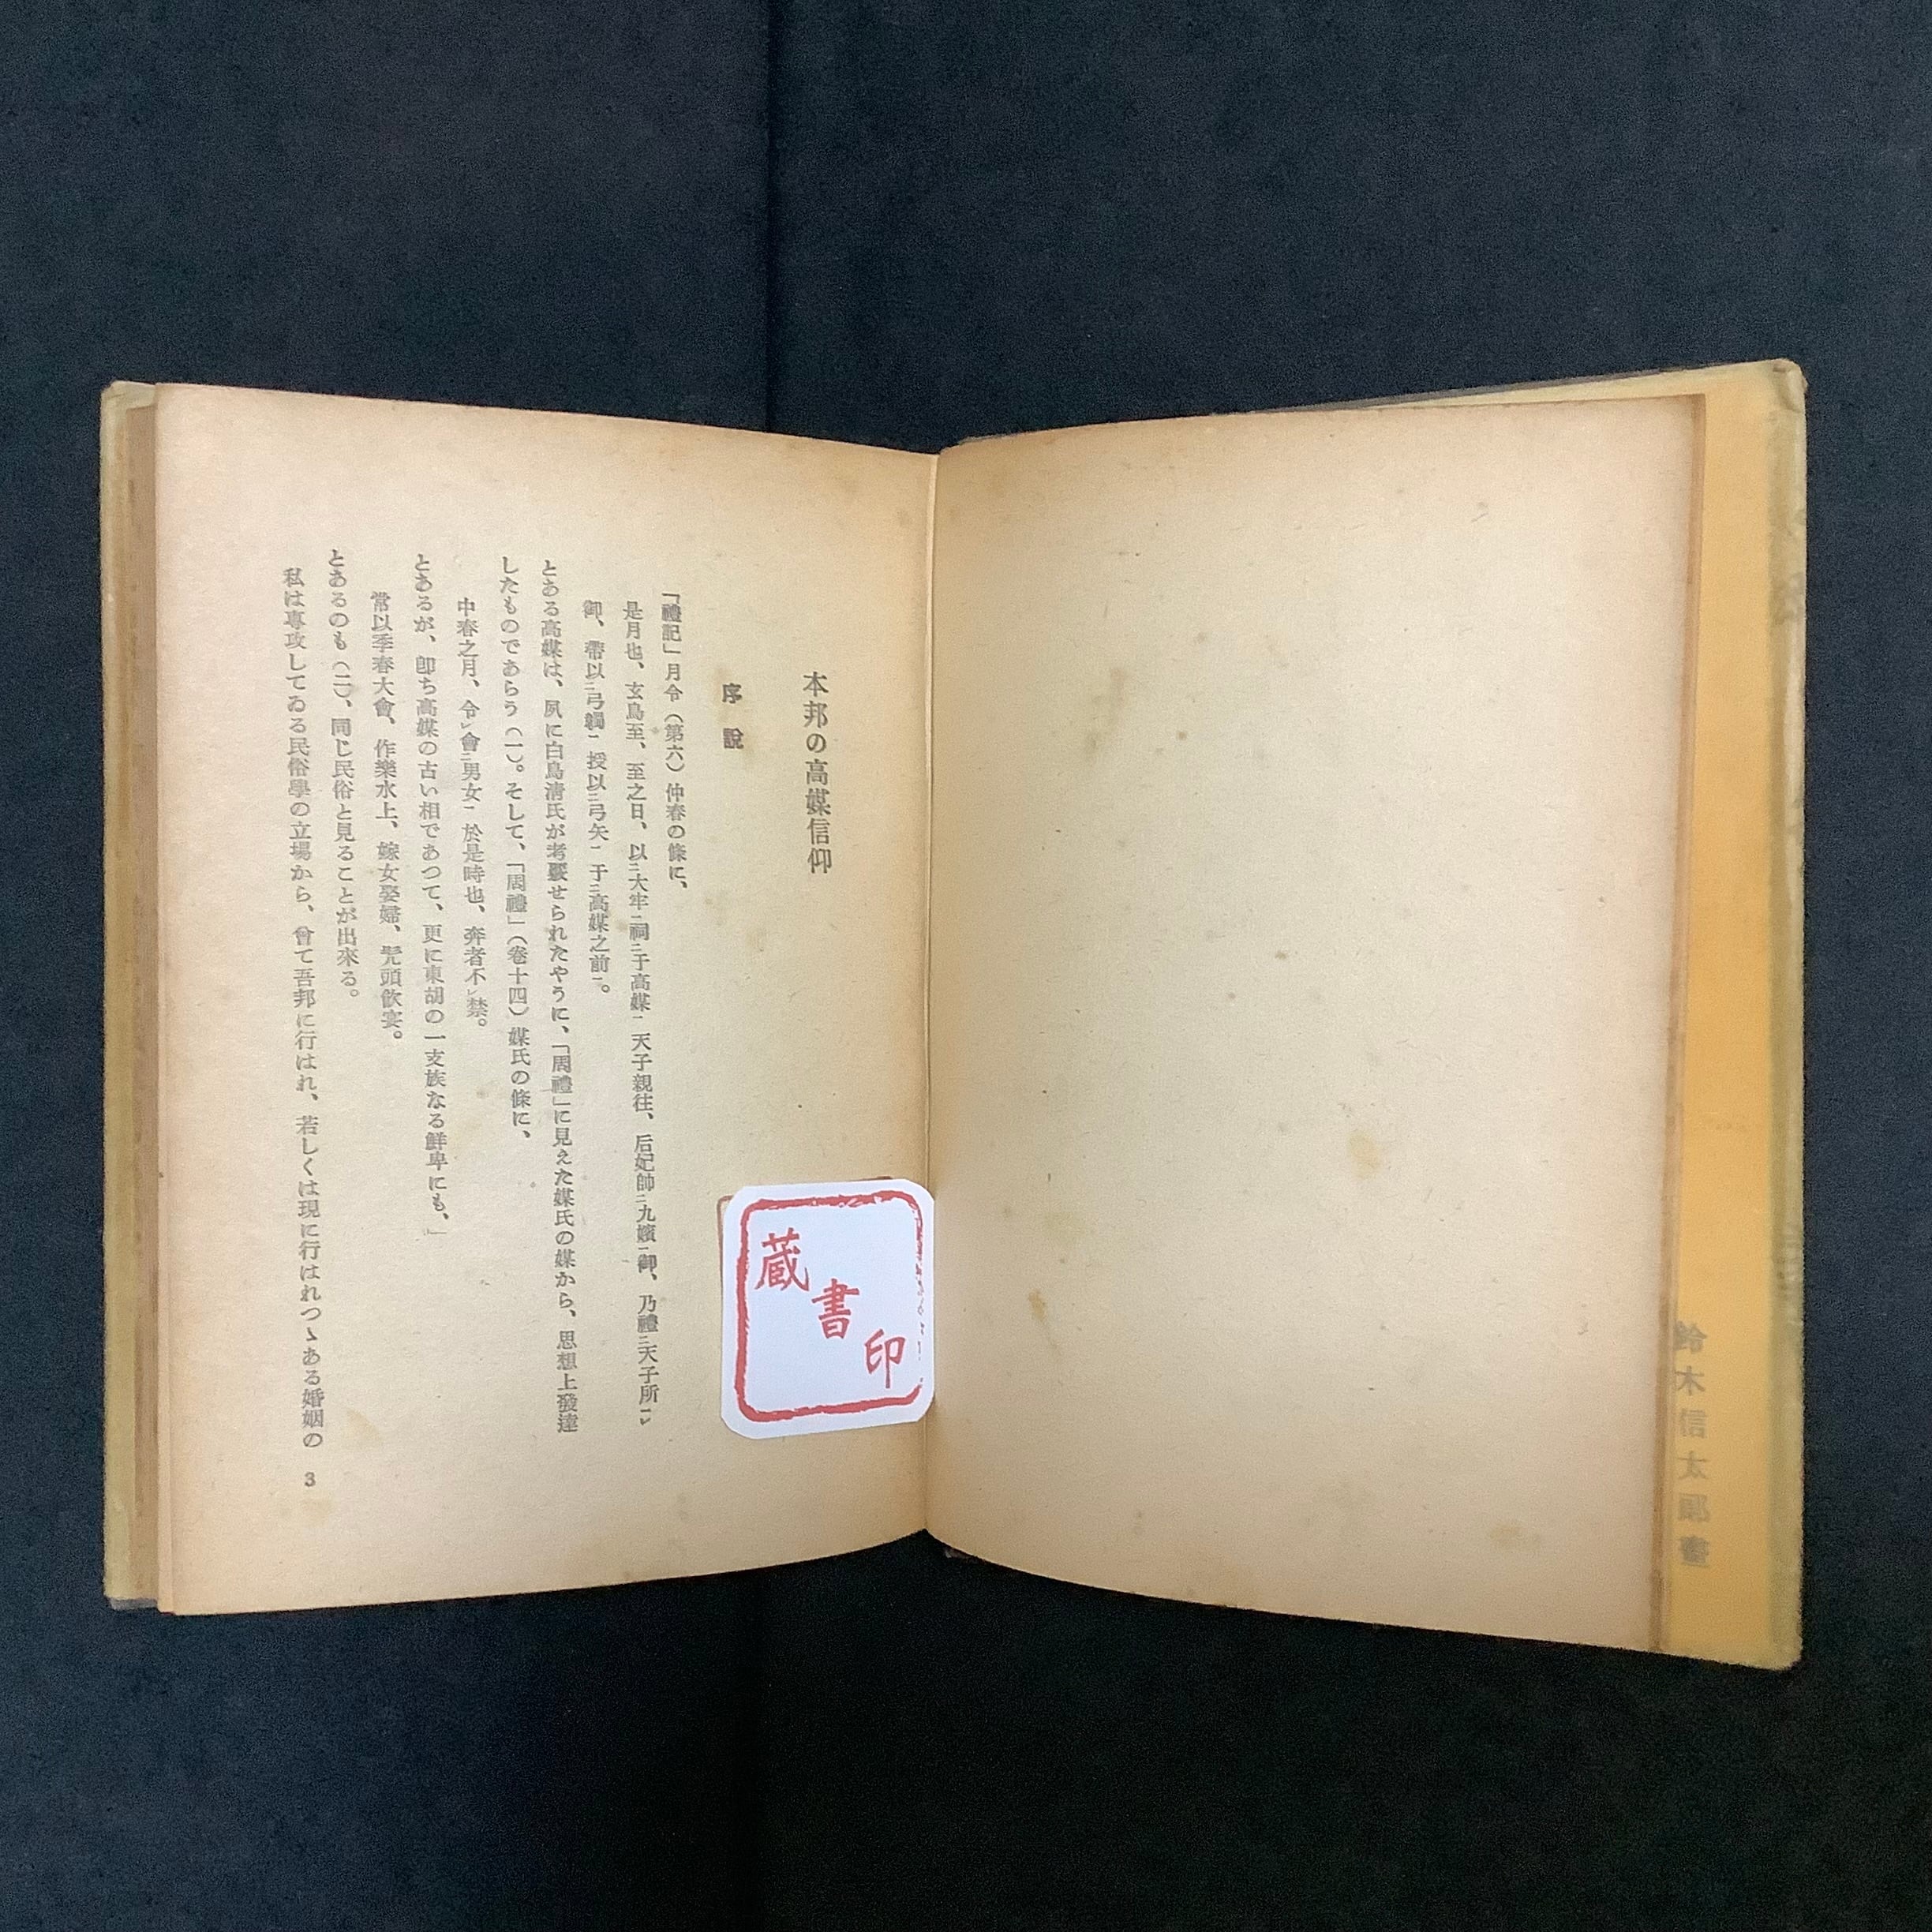 鈴木信太郎畫
本邦の高媒信仰
序說
「禮記」月令（第六）仲春の條に、
是月也、玄鳥至、至之日、以二大牢一祠二于高媒一 天子親往、后妃帥二九嬪一御、乃禮二天子所一レ
御、帶以二弓韣一 授以二弓矢一 于二高媒之前一。
とある高媒は、夙に白鳥淸氏が考覈せられたやうに、「周禮」に見えた媒氏の媒から、思想上發達
したものであらう（一）。そして、「周禮」（卷十四）媒氏の條に、
中春之月、令レ會二男女一 於是時也、奔者不レ禁。
とあるが、卽ち高媒の古い相であつて、更に東胡の一支族なる鮮卑にも、
常以季春大會、作樂水上、嫁女娶婦、髠頭飮宴。
とあるのも（二）、同じ民俗と見ることが出來る。
私は專攻してゐる民俗學の立場から、曾て吾邦に行はれ、若しくは現に行はれつゝある婚姻の
3
蔵書印